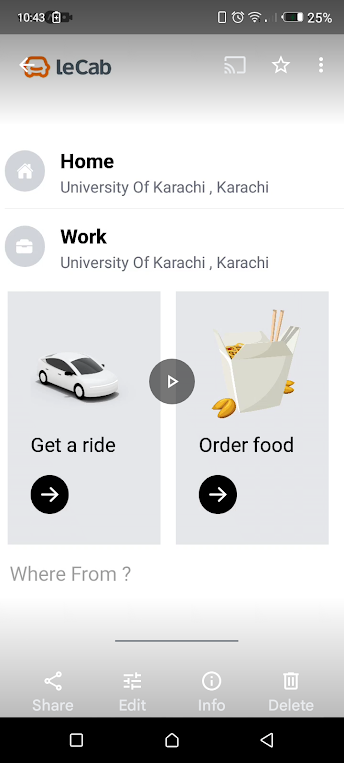 10:43
25%
leCab
Home
University Of Karachi , Karachi
Work
University Of Karachi , Karachi
Get a ride
Order food
Where From ?
Share
Edit
Info
Delete